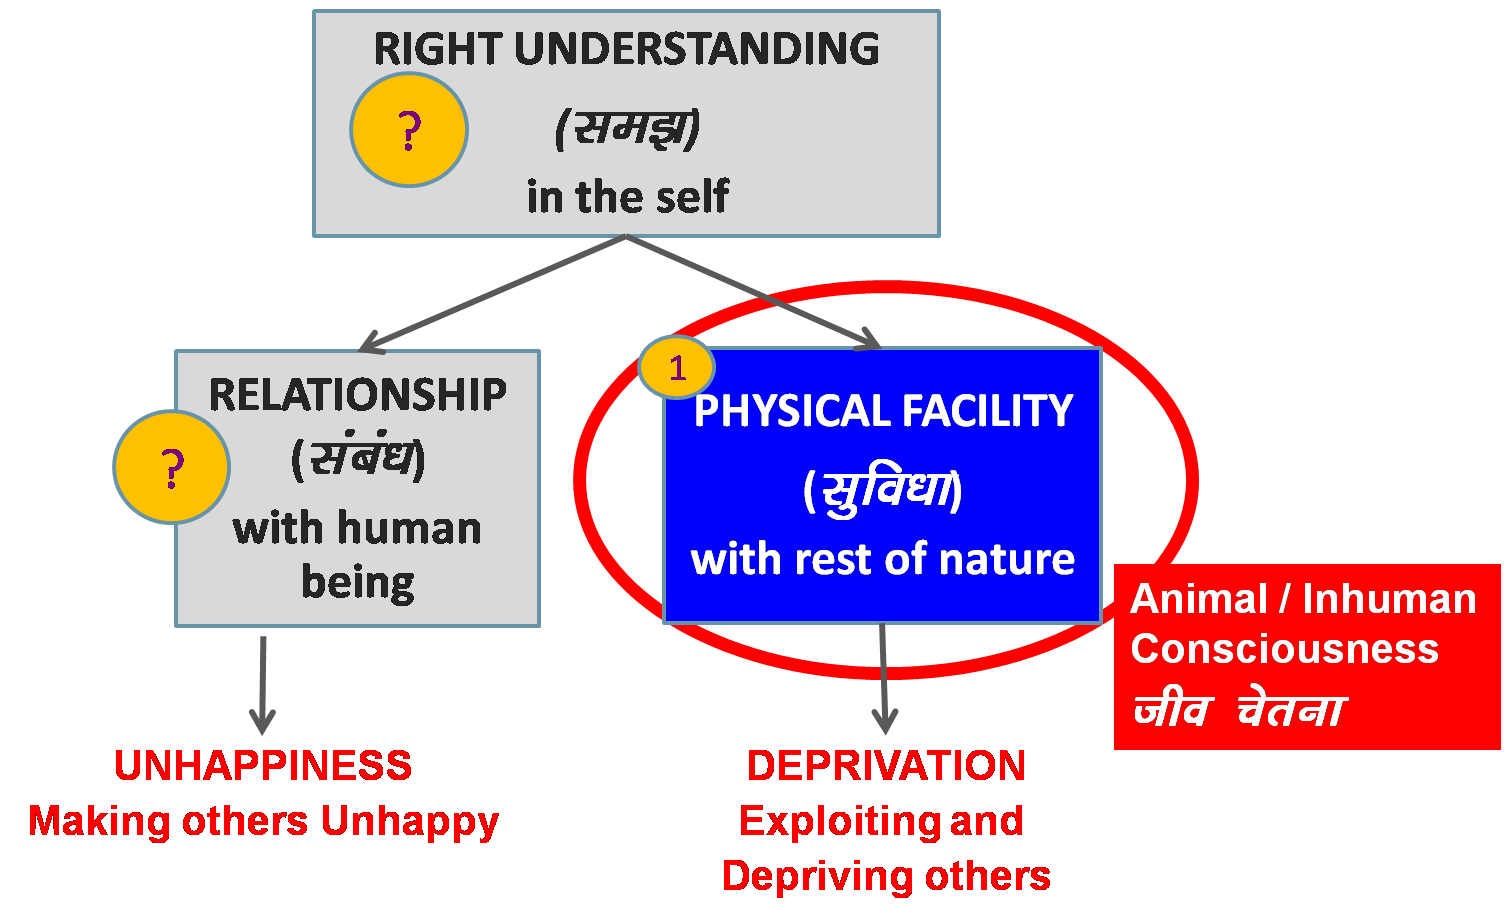 RIGHT UNDERSTANDING
?
(समझ)
in the self
1
RELATIONSHIP
(संबंध)
?
with human
being
PHYSICAL FACILITY
(सुविधा)
with rest of nature
Animal / Inhuman
Consciousness
जीव चेतना
UNHAPPINESS
Making others Unhappy
DEPRIVATION
Exploiting and
Depriving others